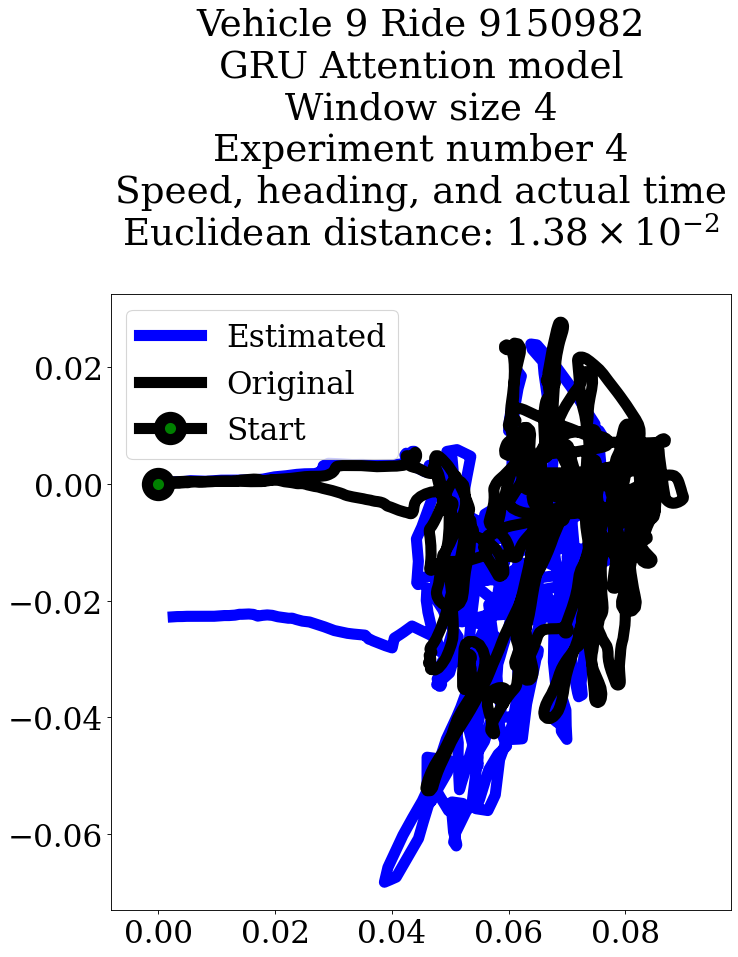 Vehicle 9 Ride 9150982
GRU Attention model
Window size 4
Experiment number 4
Speed, heading, and actual time
Euclidean distance: 1.38 × 10⁻²
Estimated
Original
Start
0.02
0.00
−0.02
−0.04
−0.06
0.00 0.02 0.04 0.06 0.08